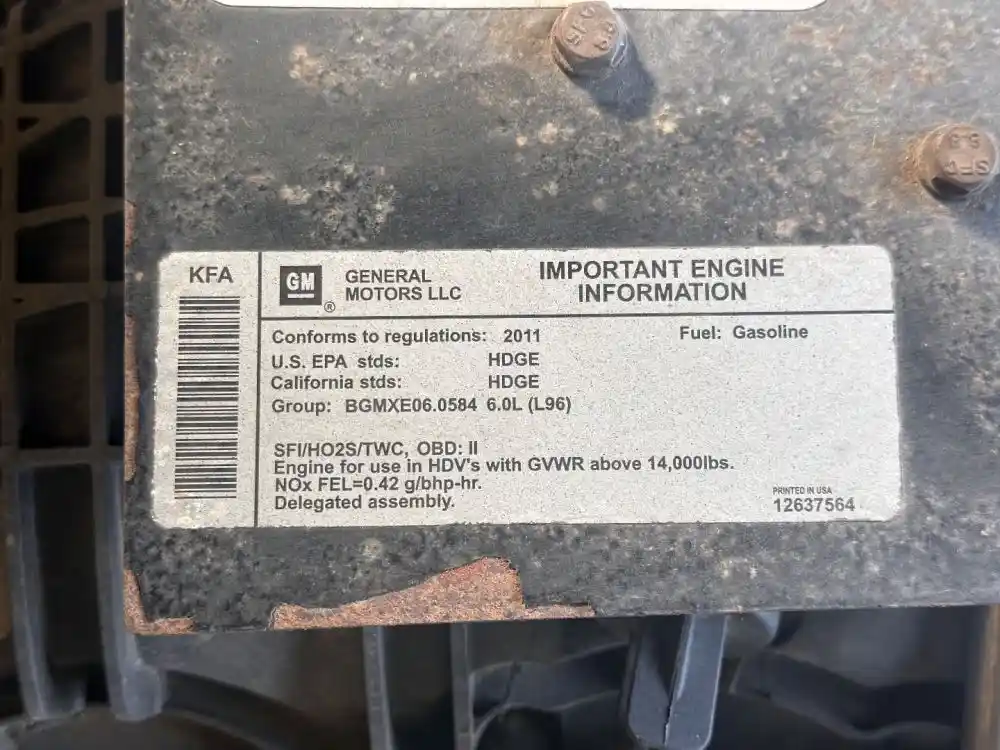 KFA
GM
®
GENERAL
MOTORS LLC
IMPORTANT ENGINE
INFORMATION
Conforms to regulations: 2011
Fuel: Gasoline
U.S. EPA stds: HDGE
California stds: HDGE
Group: BGMXE06.0584 6.0L (L96)
SFI/HO2S/TWC, OBD: II
Engine for use in HDV's with GVWR above 14,000lbs.
NOx FEL=0.42 g/bhp-hr.
Delegated assembly.
PRINTED IN USA
12637564